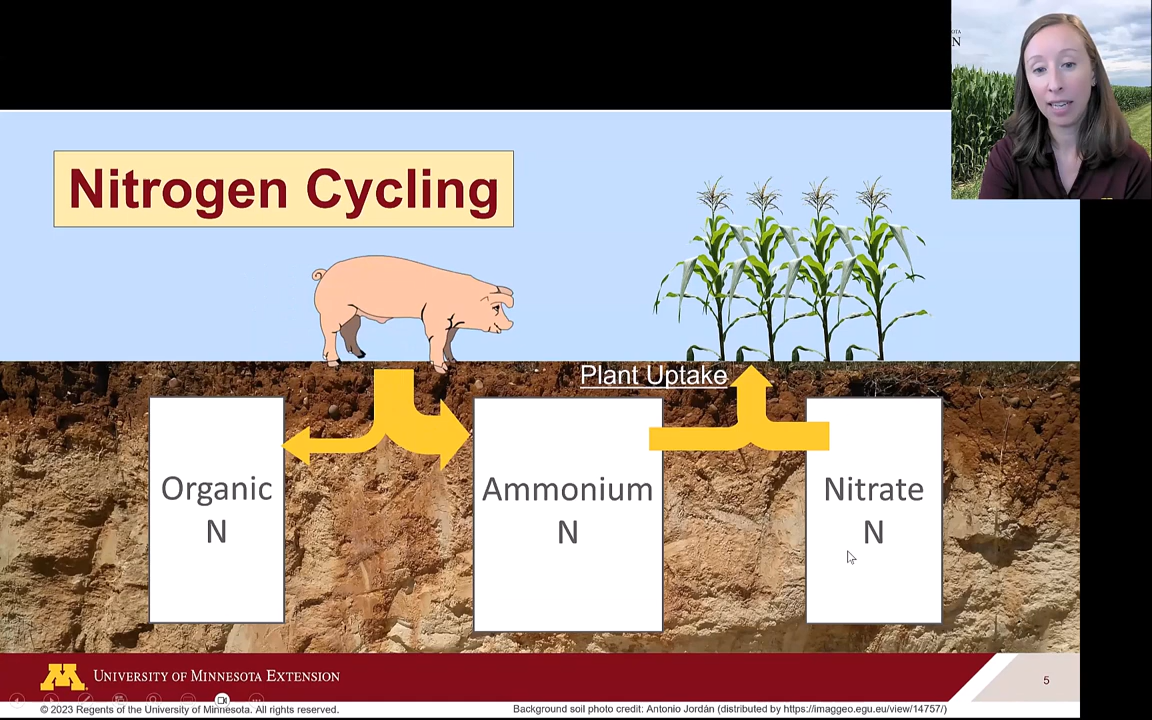 OTA
N
Nitrogen Cycling
Plant Uptake
Organic
N
Ammonium
N
Nitrate
N
UNIVERSITY OF MINNESOTA EXTENSION
5
© 2023 Regents of the University of Minnesota. All rights reserved.
Background soil photo credit: Antonio Jordán (distributed by https://imaggeo.egu.eu/view/14757/)